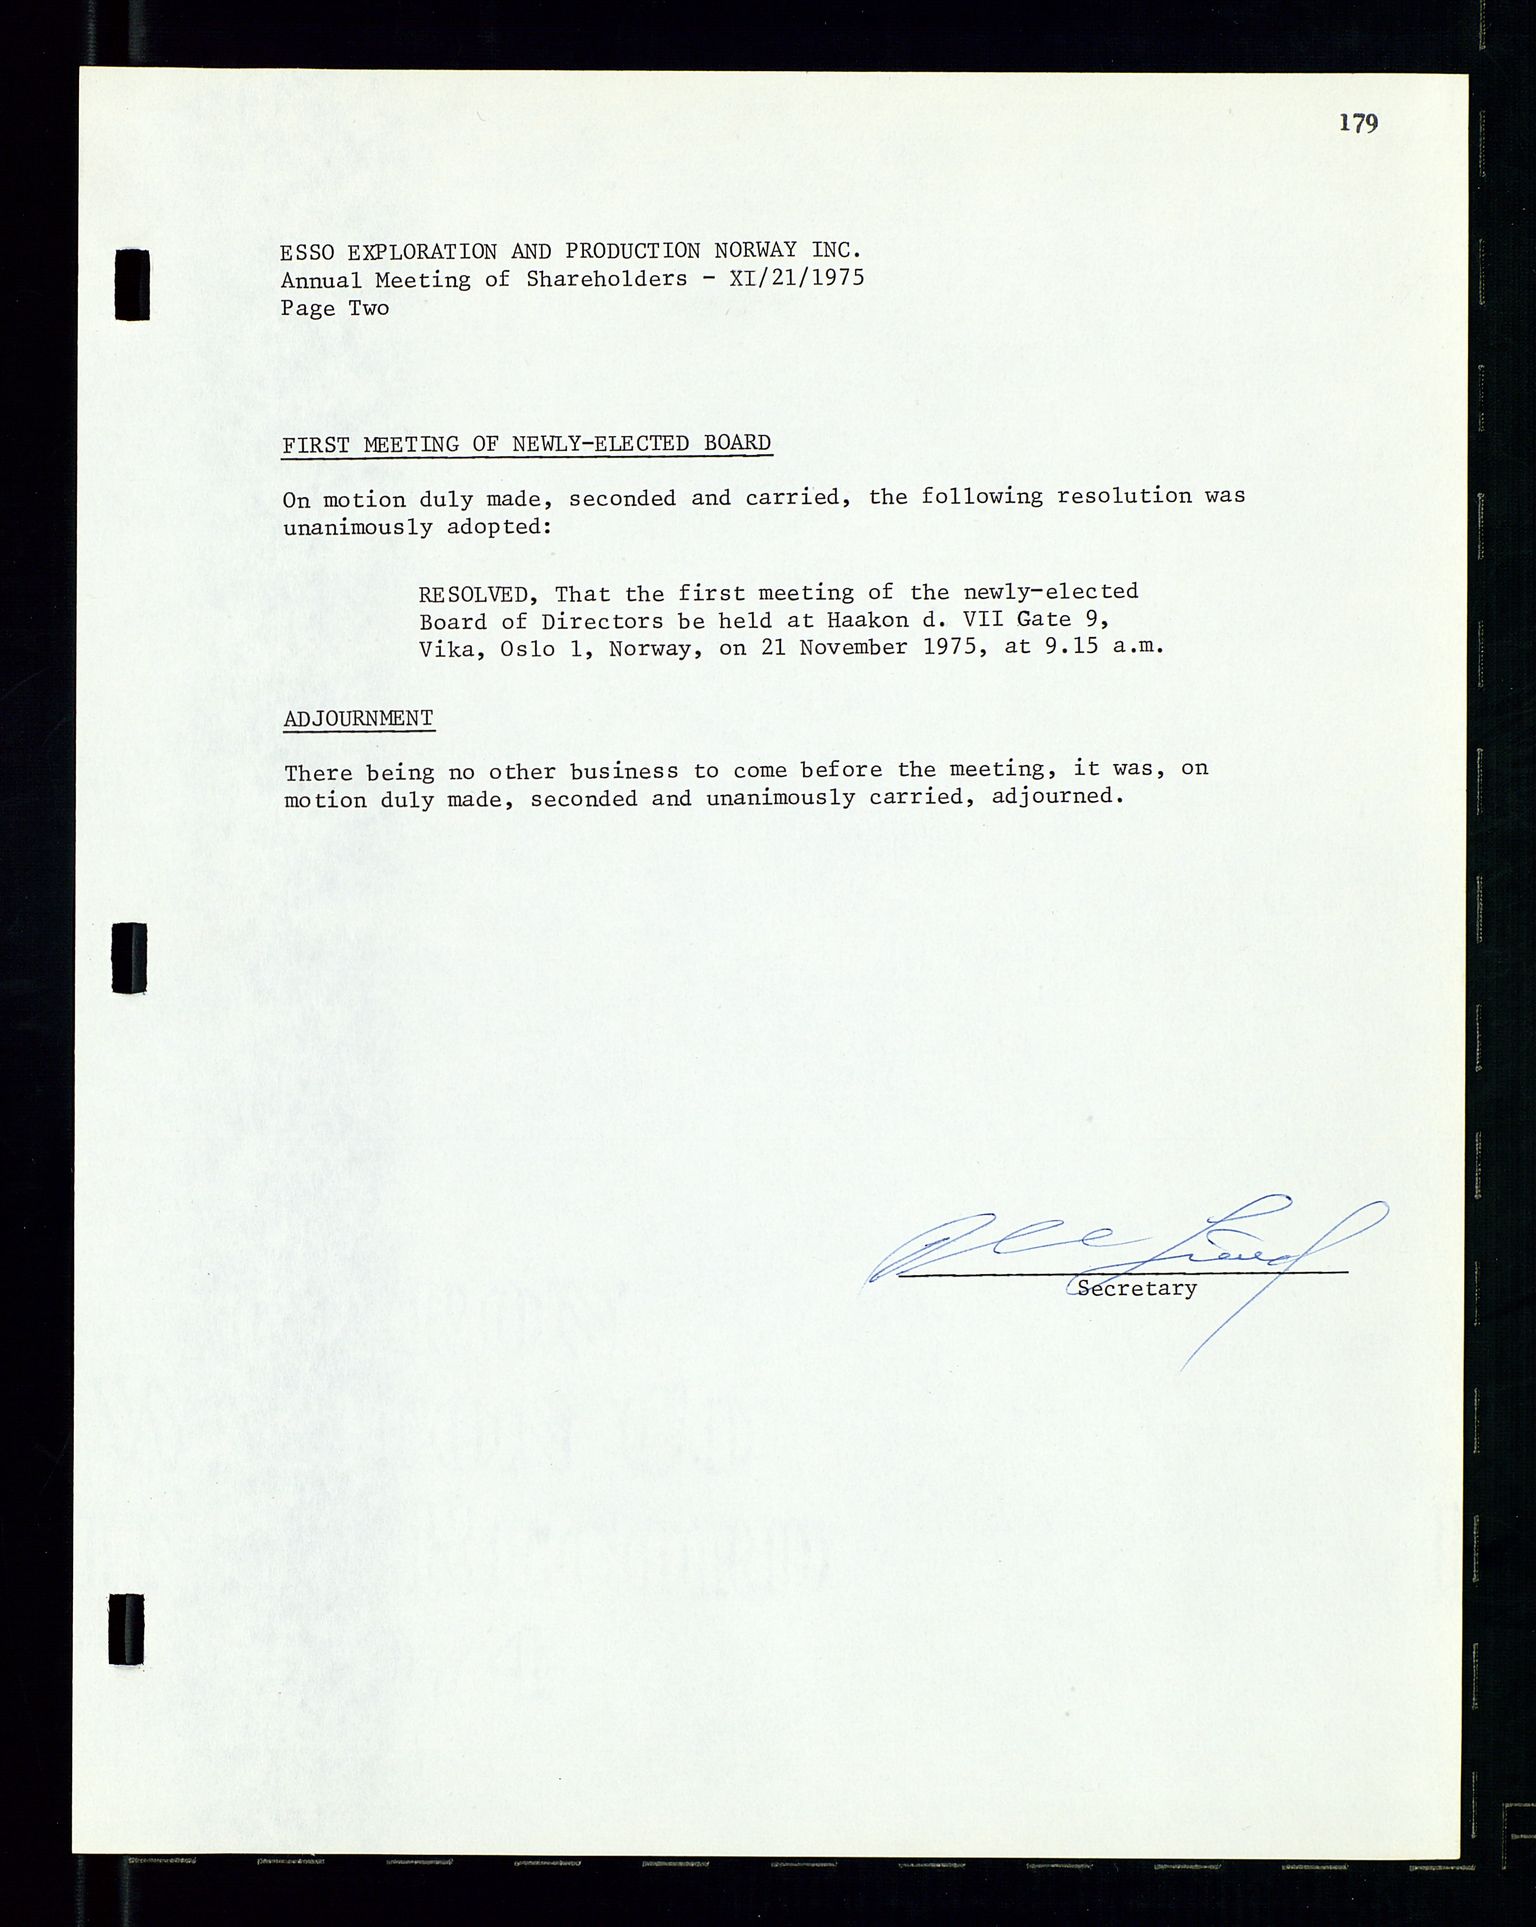 179
ESSO EXPLORATION AND PRODUCTION NORWAY INC.
Annual Meeting of Shareholders - XI/21/1975
Page Two
FIRST MEETING OF NEWLY-ELECTED BOARD
On motion duly made, seconded and carried, the following resolution was
unanimously adopted:
RESOLVED, That the first meeting of the newly-elected
Board of Directors be held at Haakon d. VII Gate 9,
Vika, Oslo 1, Norway, on 21 November 1975, at 9.15 a.m.
ADJOURNMENT
There being no other business to come before the meeting, it was, on
motion duly made, seconded and unanimously carried, adjourned.
Secretary